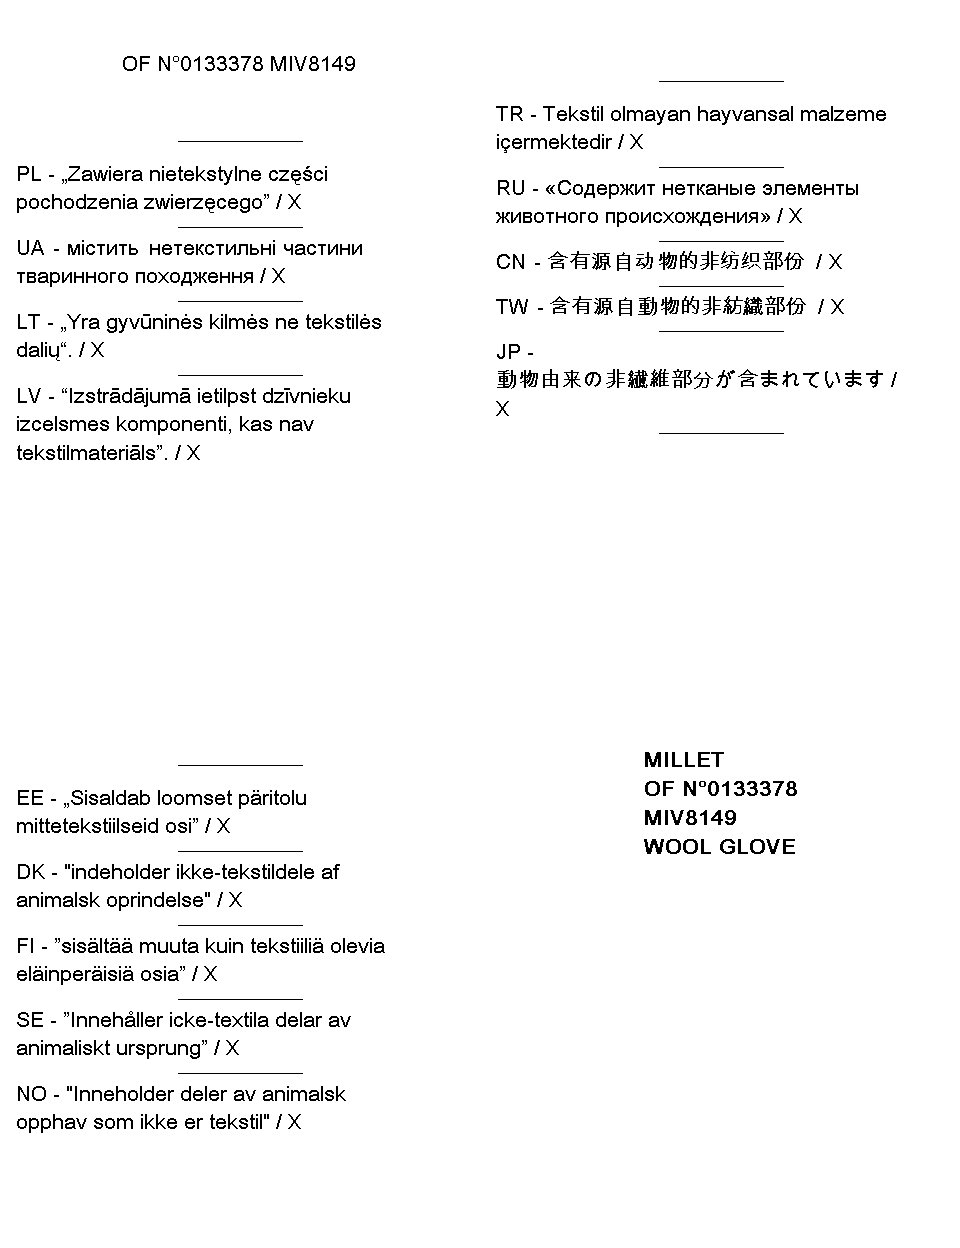 OF N°0133378 MIV8149
PL - „Zawiera nietekstylne części
pochodzenia zwierzęcego” / X
UA - містить нетекстильні частини
тваринного походження / X
LT - „Yra gyvūninės kilmės ne tekstilės
dalių“. / X
LV - “Izstrādājumā ietilpst dzīvnieku
izcelsmes komponenti, kas nav
tekstilmateriāls”. / X
TR - Tekstil olmayan hayvansal malzeme
içermektedir / X
RU - «Содержит нетканые элементы
животного происхождения» / X
CN - 含有源自动物的非纺织部份 / X
TW - 含有源自動物的非紡織部份 / X
JP -
動物由来の非繊維部分が含まれています /
X
EE - „Sisaldab loomset päritolu
mittetekstiilseid osi” / X
DK - "indeholder ikke-tekstildele af
animalsk oprindelse" / X
FI - ”sisältää muuta kuin tekstiiliä olevia
eläinperäisiä osia” / X
SE - ”Innehåller icke-textila delar av
animaliskt ursprung” / X
NO - "Inneholder deler av animalsk
opphav som ikke er tekstil" / X
MILLET
OF N°0133378
MIV8149
WOOL GLOVE